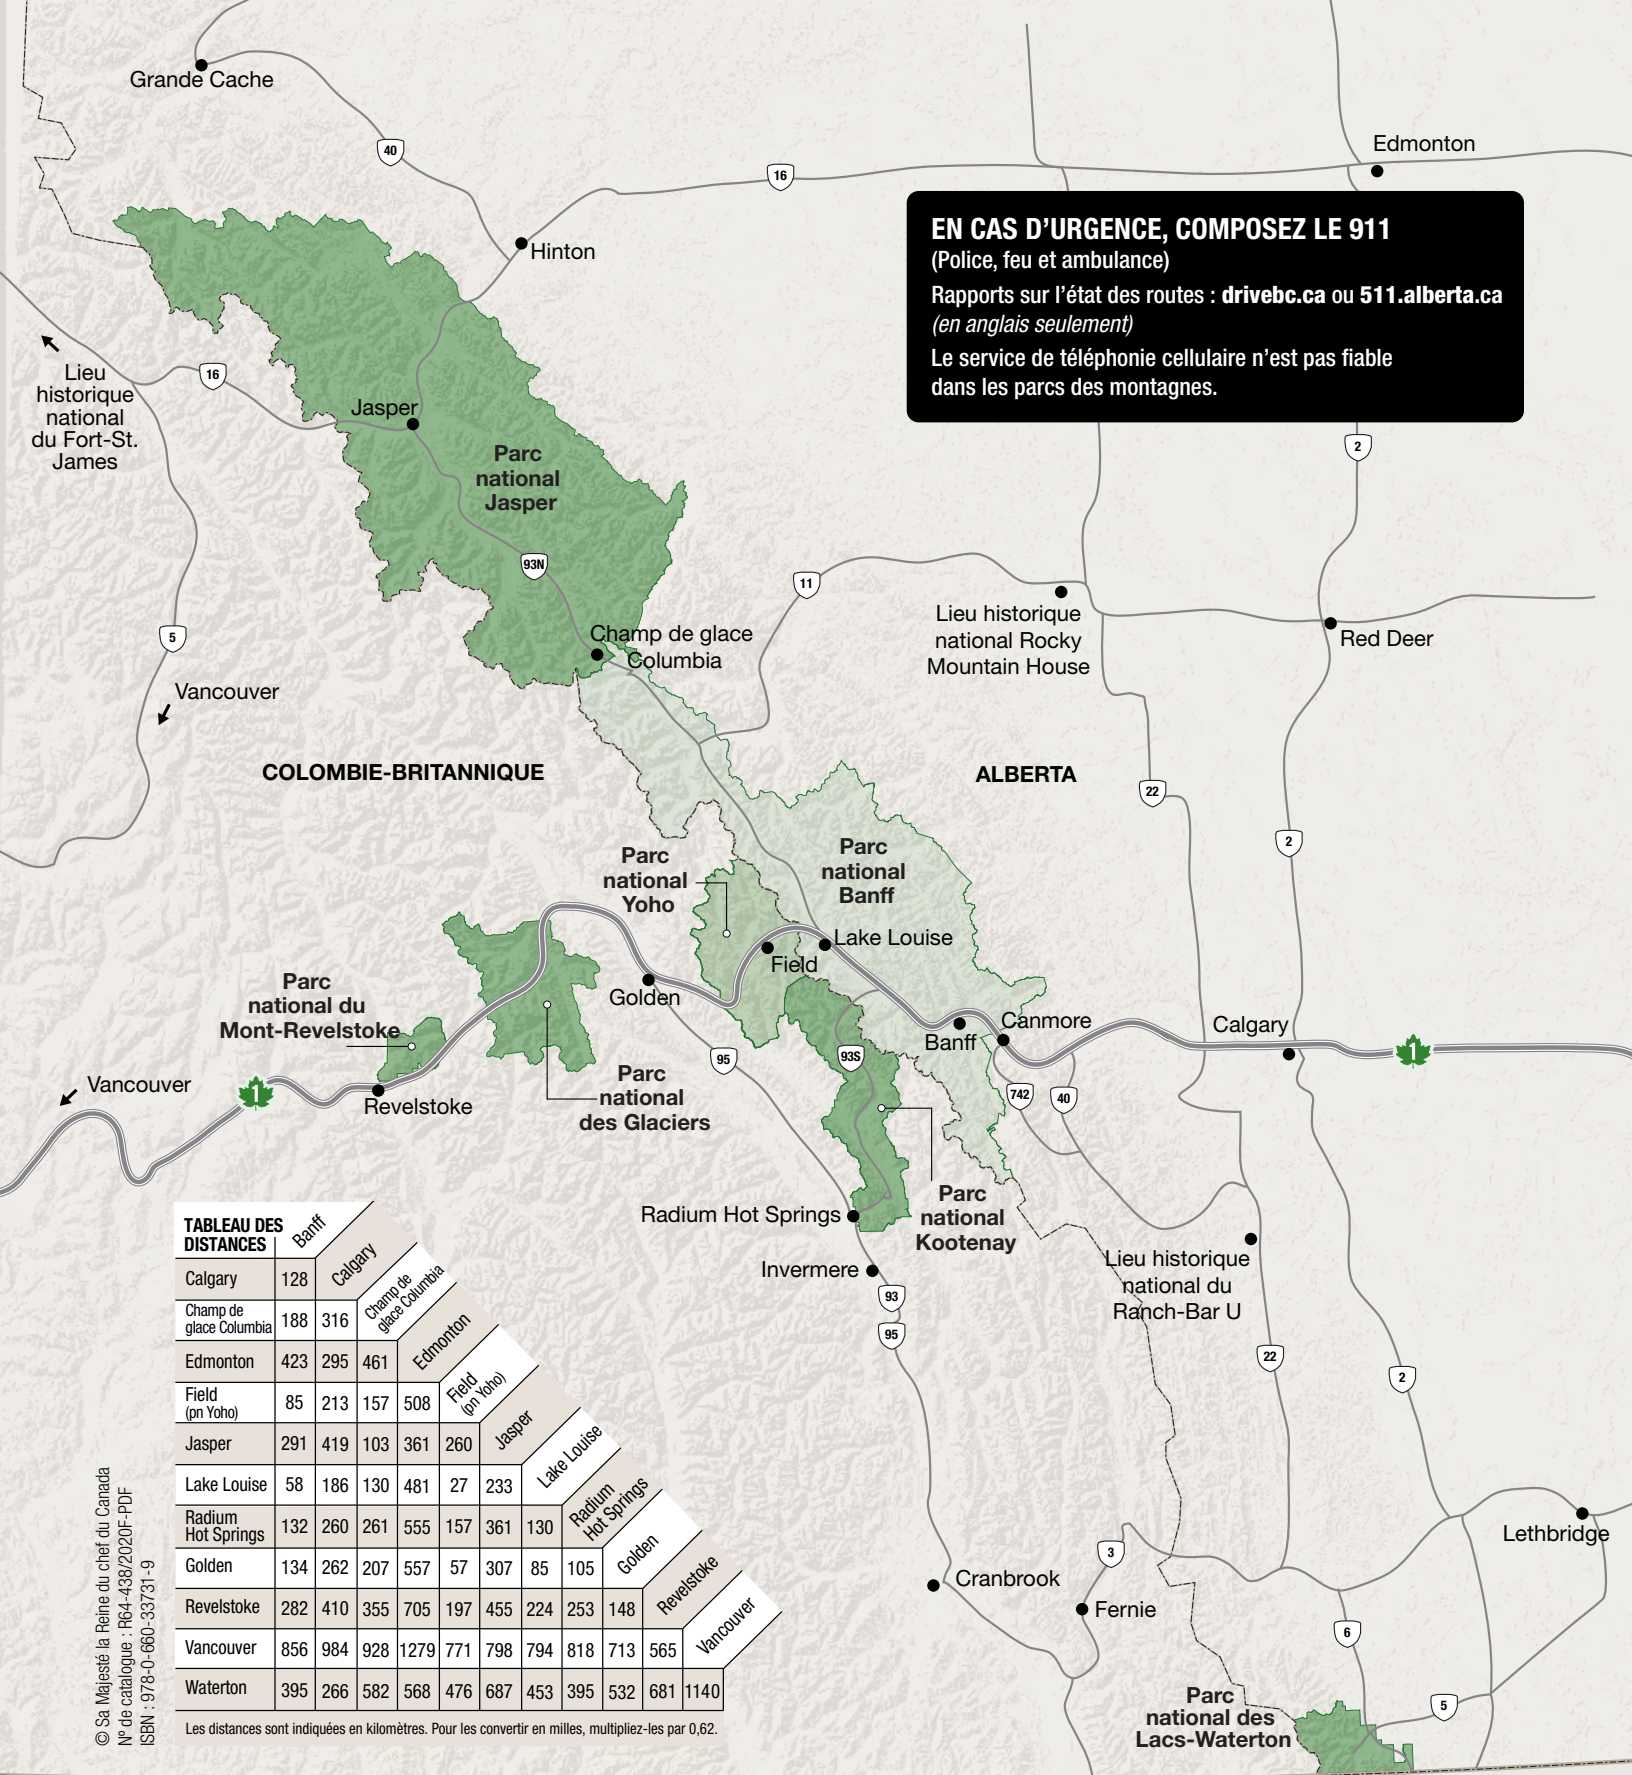 Grande Cache
40
16
Edmonton
Hinton
EN CAS D'URGENCE, COMPOSEZ LE 911
(Police, feu et ambulance)
Rapports sur l'état des routes : drivebc.ca ou 511.alberta.ca
(en anglais seulement)
Le service de téléphonie cellulaire n'est pas fiable
dans les parcs des montagnes.
Lieu
historique
national
du Fort-St.
James
16
Jasper
Parc
national
Jasper
2
93N
11
5
Champ de glace
Columbia
Lieu historique
national Rocky
Mountain House
Red Deer
Vancouver
COLOMBIE-BRITANNIQUE
ALBERTA
22
2
Parc
national
Yoho
Parc
national
Banff
Lake Louise
Field
Golden
Parc
national du
Mont-Revelstoke
Canmore
Banff
Calgary
1
95
93S
Vancouver
1
Revelstoke
Parc
national
des Glaciers
742
40
Radium Hot Springs
Parc
national
Kootenay
Invermere
93
95
Lieu historique
national du
Ranch-Bar U
22
2
Lethbridge
3
Cranbrook
Fernie
6
5
Parc
national des
Lacs-Waterton
TABLEAU DES
DISTANCES
Banff
Calgary 128 Calgary
Champ de
glace Columbia 188 316 Champ de
glace Columbia
Edmonton 423 295 461 Edmonton
Field
(pn Yoho) 85 213 157 508 Field
(pn Yoho)
Jasper 291 419 103 361 260 Jasper
Lake Louise 58 186 130 481 27 233 Lake Louise
Radium
Hot Springs 132 260 261 555 157 361 130 Radium
Hot Springs
Golden 134 262 207 557 57 307 85 105 Golden
Revelstoke 282 410 355 705 197 455 224 253 148 Revelstoke
Vancouver 856 984 928 1279 771 798 794 818 713 565 Vancouver
Waterton 395 266 582 568 476 687 453 395 532 681 1140
Les distances sont indiquées en kilomètres. Pour les convertir en milles, multipliez-les par 0,62.
© Sa Majesté la Reine du chef du Canada
Nº de catalogue : R64-438/2020F-PDF
ISBN : 978-0-660-33731-9